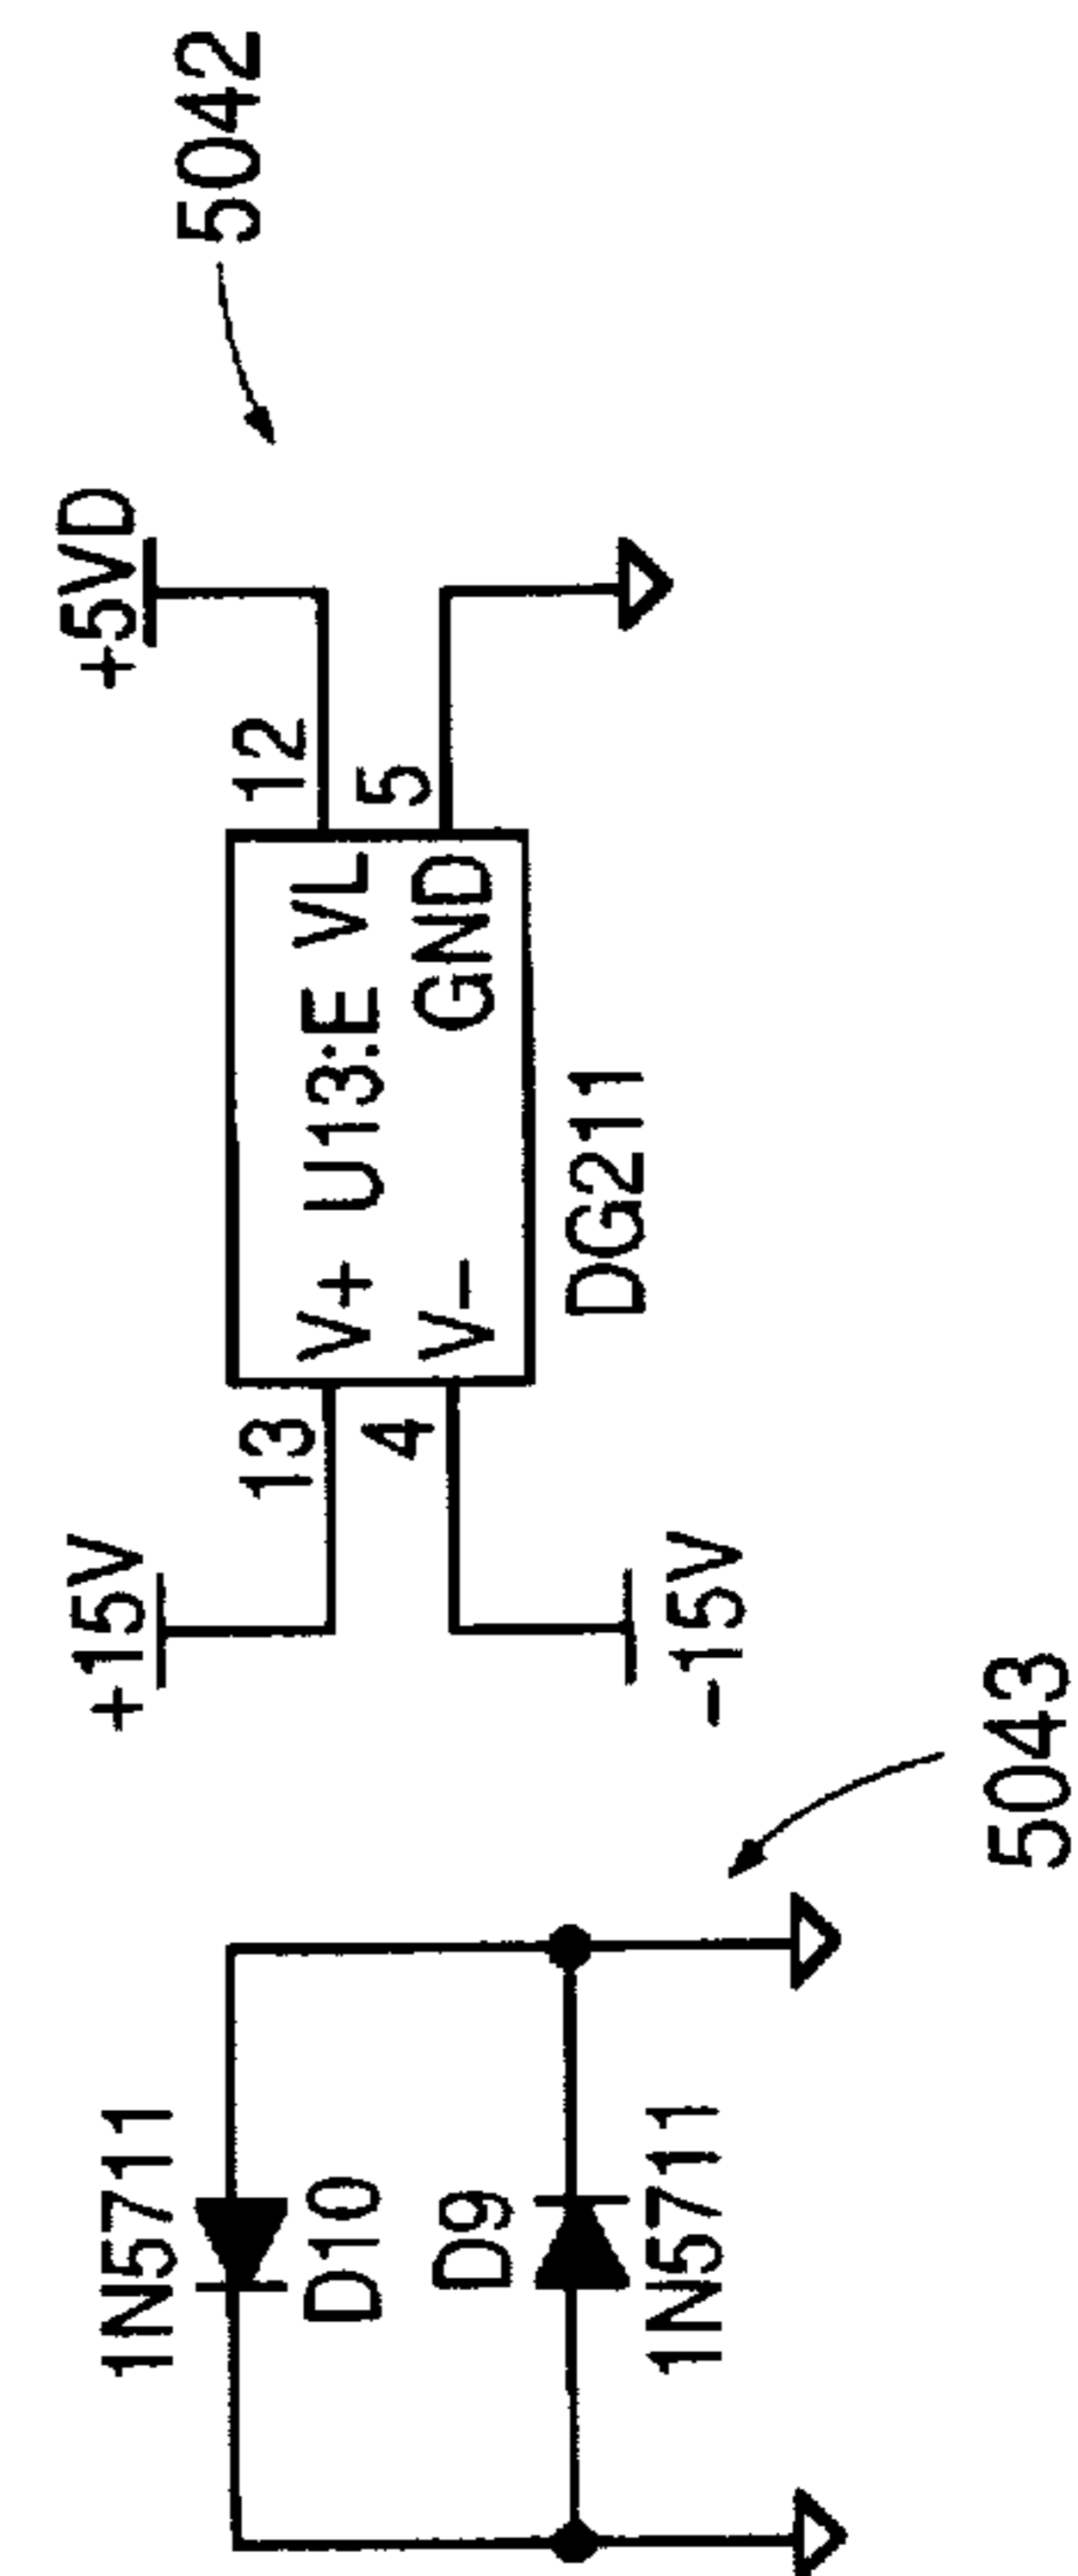 5042
+5VD
+15V
13
12
V+ U13:E VL
4
5
V- GND
DG211
-15V
5043
1N5711
D10
D9
1N5711